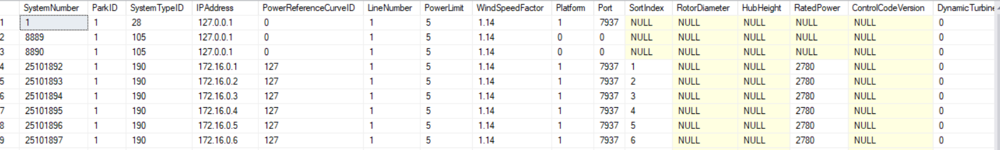 SystemNumber ParkID SystemTypeID IPAddress PowerReferenceCurveID LineNumber PowerLimit WindSpeedFactor Platform Port SortIndex RotorDiameter HubHeight RatedPower ControlCodeVersion DynamicTurbine
1 1 1 28 127.0.0.1 0 1 5 1.14 1 7937 NULL NULL NULL NULL NULL 0
2 8889 1 105 127.0.0.1 0 1 5 1.14 0 0 NULL NULL NULL NULL NULL 0
3 8890 1 105 127.0.0.1 0 1 5 1.14 0 0 NULL NULL NULL NULL NULL 0
4 25101892 1 190 172.16.0.1 127 1 5 1.14 1 7937 1 NULL NULL 2780 NULL 0
5 25101893 1 190 172.16.0.2 127 1 5 1.14 1 7937 2 NULL NULL 2780 NULL 0
6 25101894 1 190 172.16.0.3 127 1 5 1.14 1 7937 3 NULL NULL 2780 NULL 0
7 25101895 1 190 172.16.0.4 127 1 5 1.14 1 7937 4 NULL NULL 2780 NULL 0
8 25101896 1 190 172.16.0.5 127 1 5 1.14 1 7937 5 NULL NULL 2780 NULL 0
9 25101897 1 190 172.16.0.6 127 1 5 1.14 1 7937 6 NULL NULL 2780 NULL 0